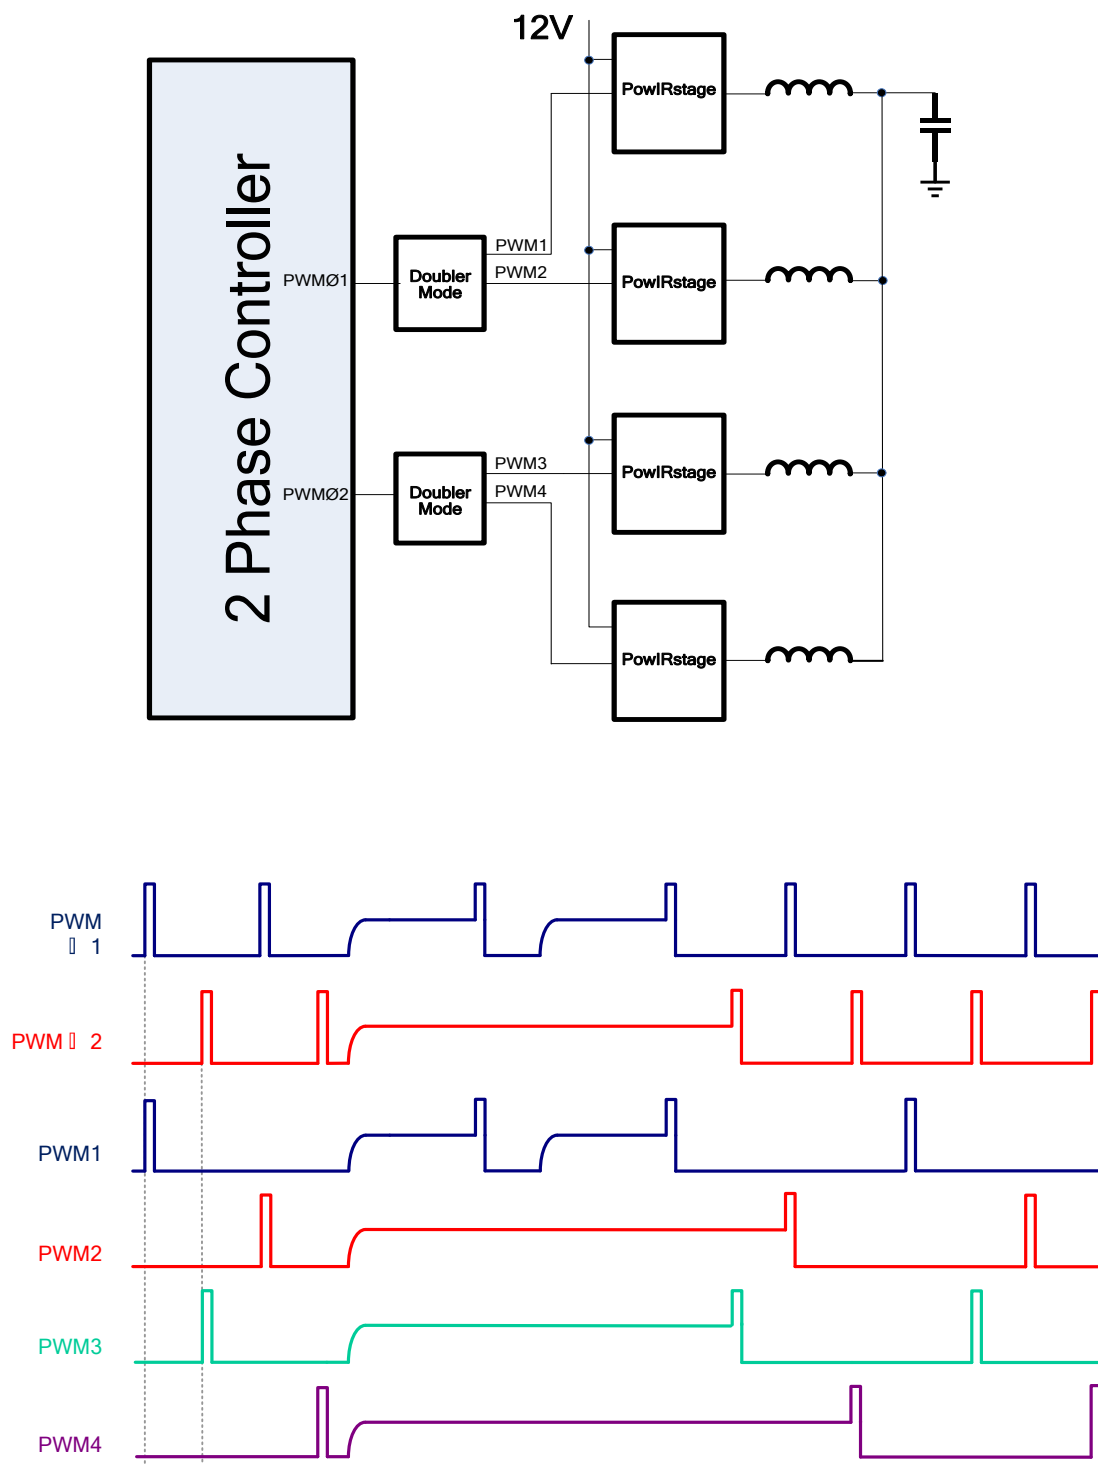 12V
PowIRstage
2 Phase Controller
PWM1
PWMØ1
Doubler
Mode
PWM2
PowIRstage
PWM3
PWMØ2
Doubler
Mode
PWM4
PowIRstage
PowIRstage
PWM
▯ 1
PWM ▯ 2
PWM1
PWM2
PWM3
PWM4